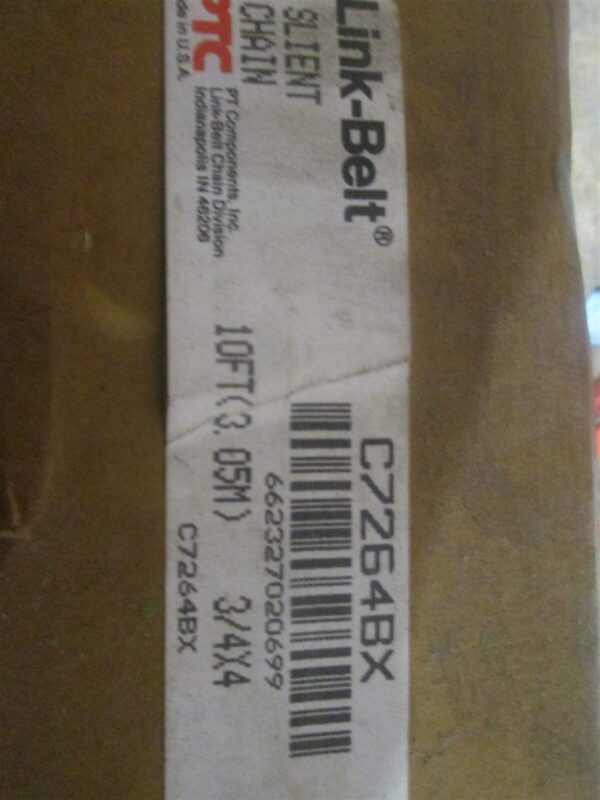 Link-Belt®
SLIENT
CHAIN
PTC
Made in U.S.A.
PT Components, Inc.
Link-Belt Chain Division
Indianapolis IN 46206
C7264BX
662327020699
10FT(3.05M) 3/4X4
C7264BX